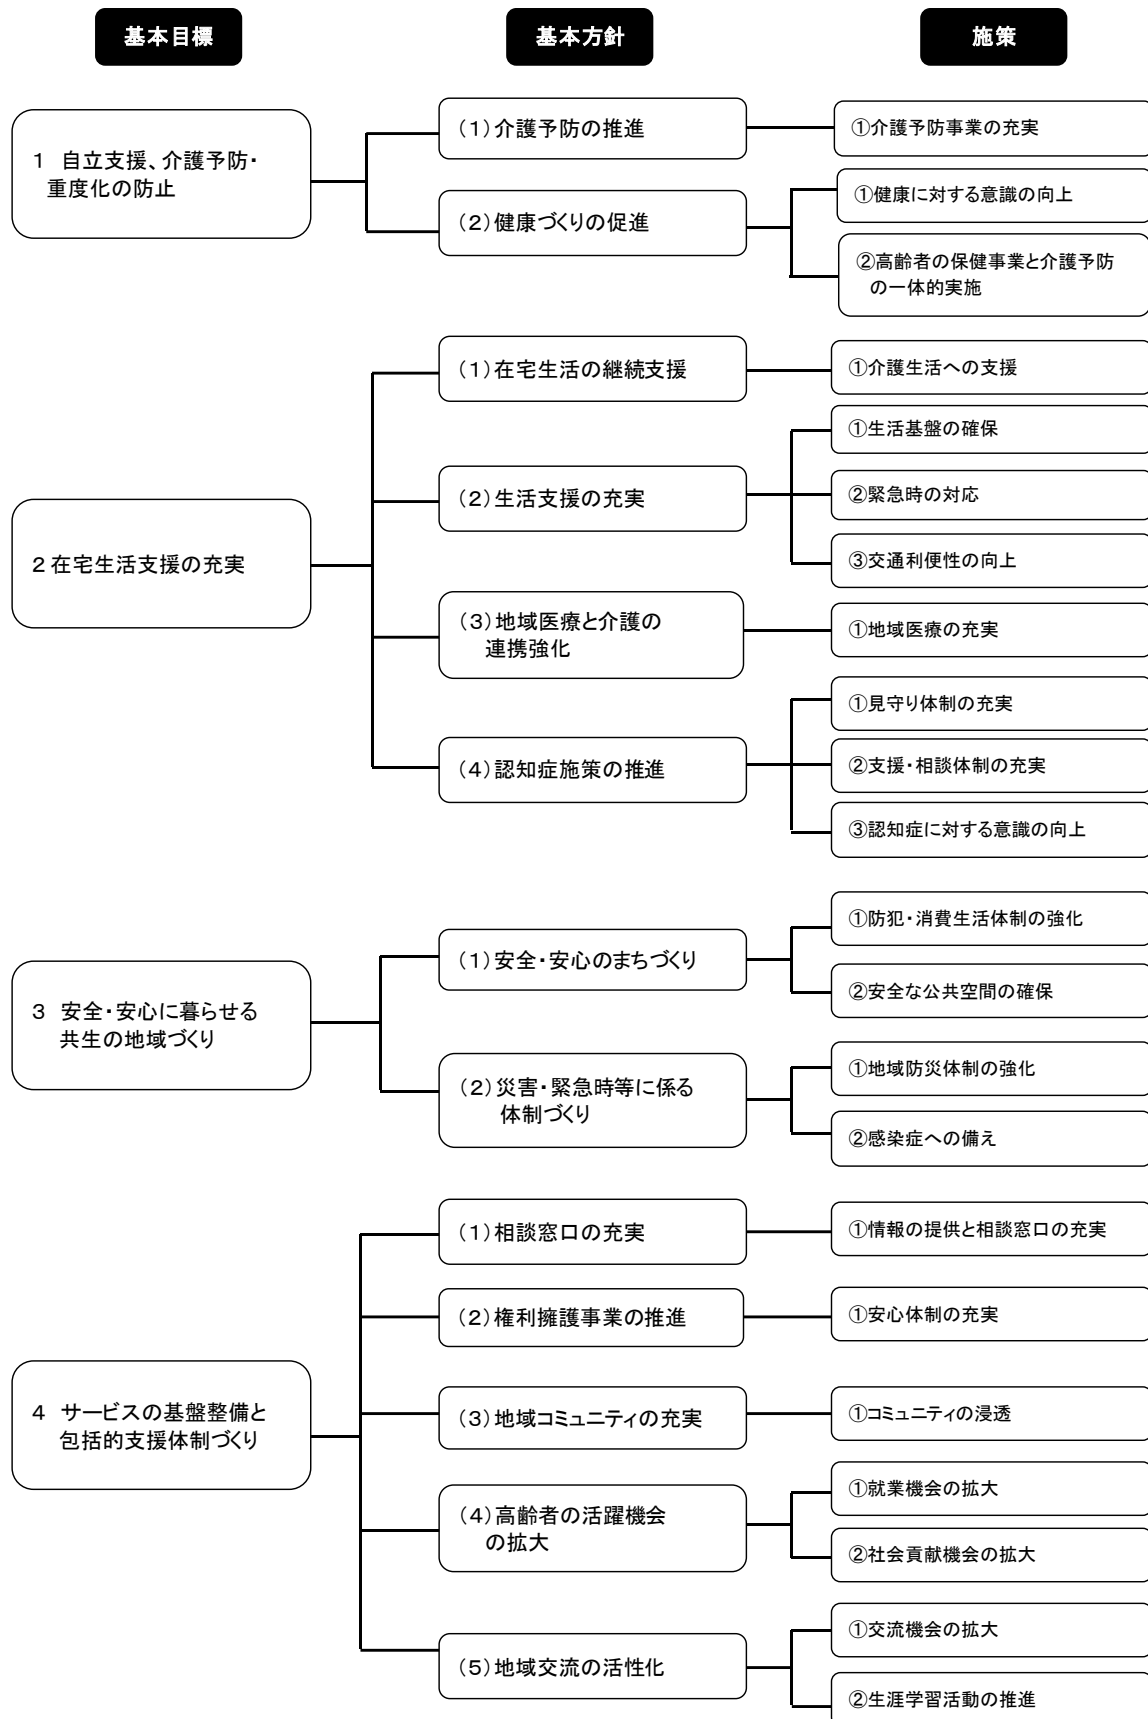 基本目標
基本方針
施策
1 自立支援、介護予防・
重度化の防止
(1)介護予防の推進
①介護予防事業の充実
(2)健康づくりの促進
①健康に対する意識の向上
②高齢者の保健事業と介護予防
の一体的実施
2 在宅生活支援の充実
(1)在宅生活の継続支援
①介護生活への支援
(2)生活支援の充実
①生活基盤の確保
②緊急時の対応
③交通利便性の向上
(3)地域医療と介護の
連携強化
①地域医療の充実
(4)認知症施策の推進
①見守り体制の充実
②支援・相談体制の充実
③認知症に対する意識の向上
3 安全・安心に暮らせる
共生の地域づくり
(1)安全・安心のまちづくり
①防犯・消費生活体制の強化
②安全な公共空間の確保
(2)災害・緊急時等に係る
体制づくり
①地域防災体制の強化
②感染症への備え
4 サービスの基盤整備と
包括的支援体制づくり
(1)相談窓口の充実
①情報の提供と相談窓口の充実
(2)権利擁護事業の推進
①安心体制の充実
(3)地域コミュニティの充実
①コミュニティの浸透
(4)高齢者の活躍機会
の拡大
①就業機会の拡大
②社会貢献機会の拡大
(5)地域交流の活性化
①交流機会の拡大
②生涯学習活動の推進